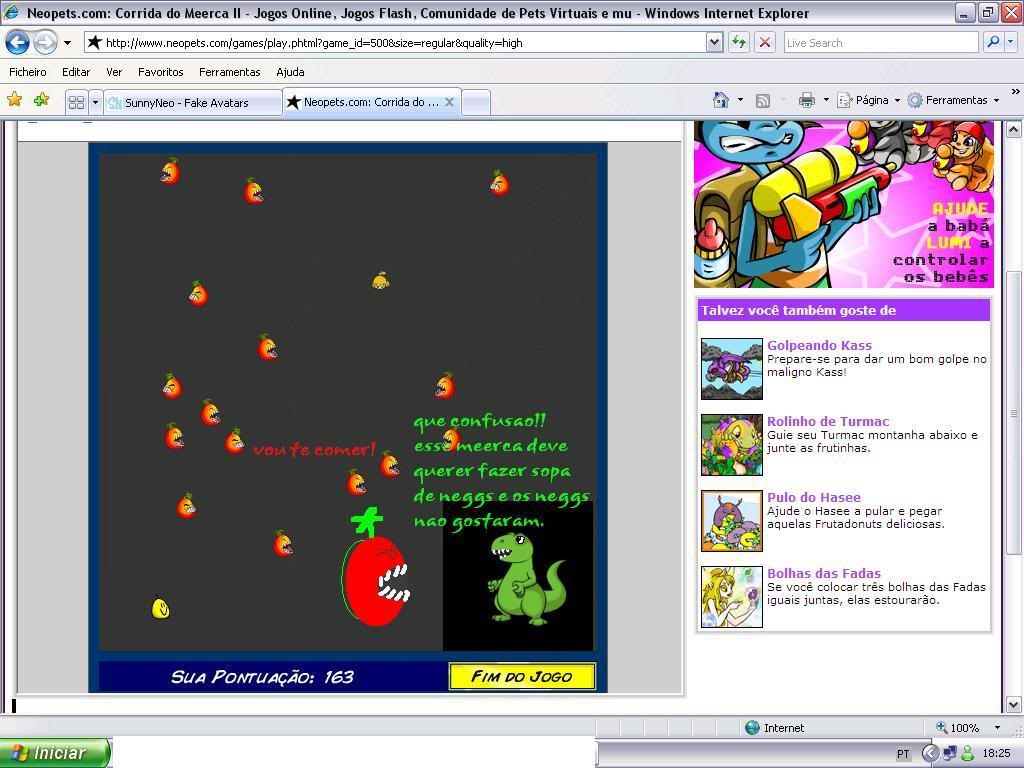 Neopets.com: Corrida do Meerca II - Jogos Online, Jogos Flash, Comunidade de Pets Virtuais e mu - Windows Internet Explorer
http://www.neopets.com/games/play.phtml?game_id=500&size=regular&quality=high
Live Search
Ficheiro Editar Ver Favoritos Ferramentas Ajuda
SunnyNeo - Fake Avatars
Neopets.com: Corrida do ...
Página
Ferramentas
AJUDE
a babá
LUMI a
controlar
os bebês
Talvez você também goste de
Golpeando Kass
Prepare-se para dar um bom golpe no
maligno Kass!
Rolinho de Turmac
Guie seu Turmac montanha abaixo e
junte as frutinhas.
Pulo do Hasee
Ajude o Hasee a pular e pegar
aquelas Frutadonuts deliciosas.
Bolhas das Fadas
Se você colocar três bolhas das Fadas
iguais juntas, elas estourarão.
vou te comer!
que confusao!!
esse meerca deve
querer fazer sopa
de neggs e os neggs
nao gostaram.
Sua Pontuação: 163
Fim do Jogo
Internet
100%
Iniciar
PT
18:25